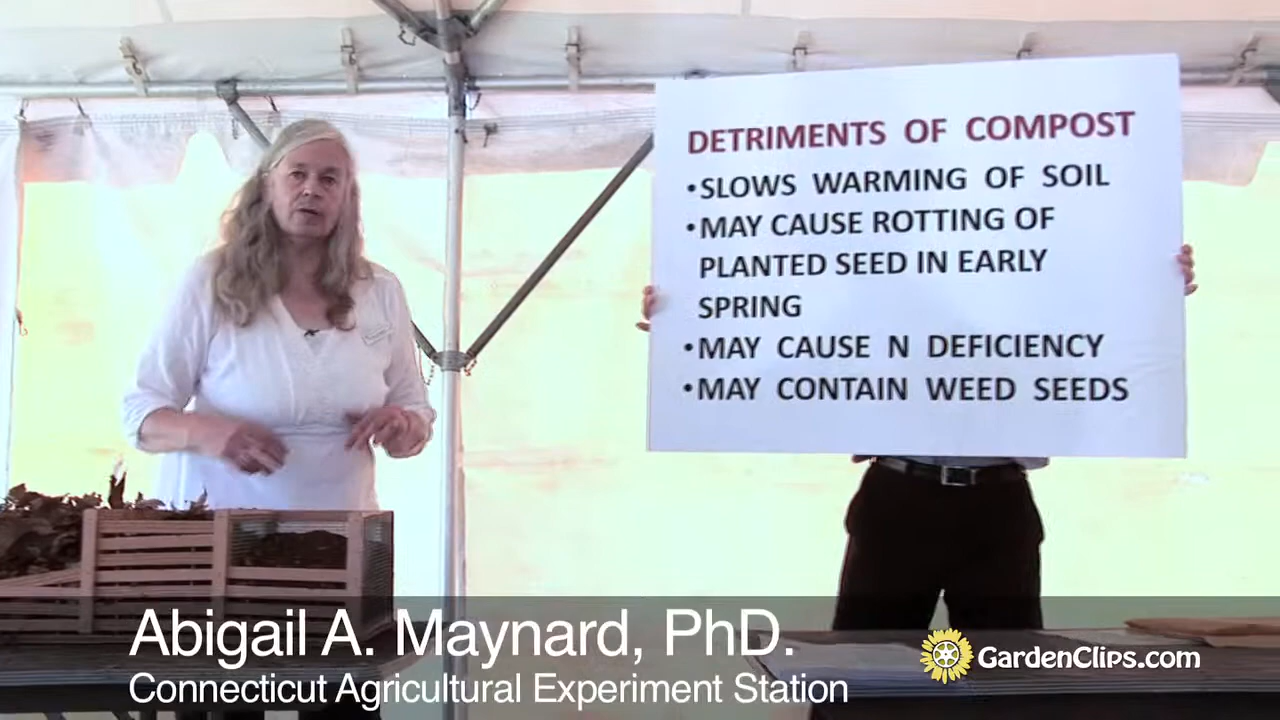 DETRIMENTS OF COMPOST
•SLOWS WARMING OF SOIL
•MAY CAUSE ROTTING OF
PLANTED SEED IN EARLY
SPRING
•MAY CAUSE N DEFICIENCY
•MAY CONTAIN WEED SEEDS
Abigail A. Maynard, PhD.
Connecticut Agricultural Experiment Station
GardenClips.com